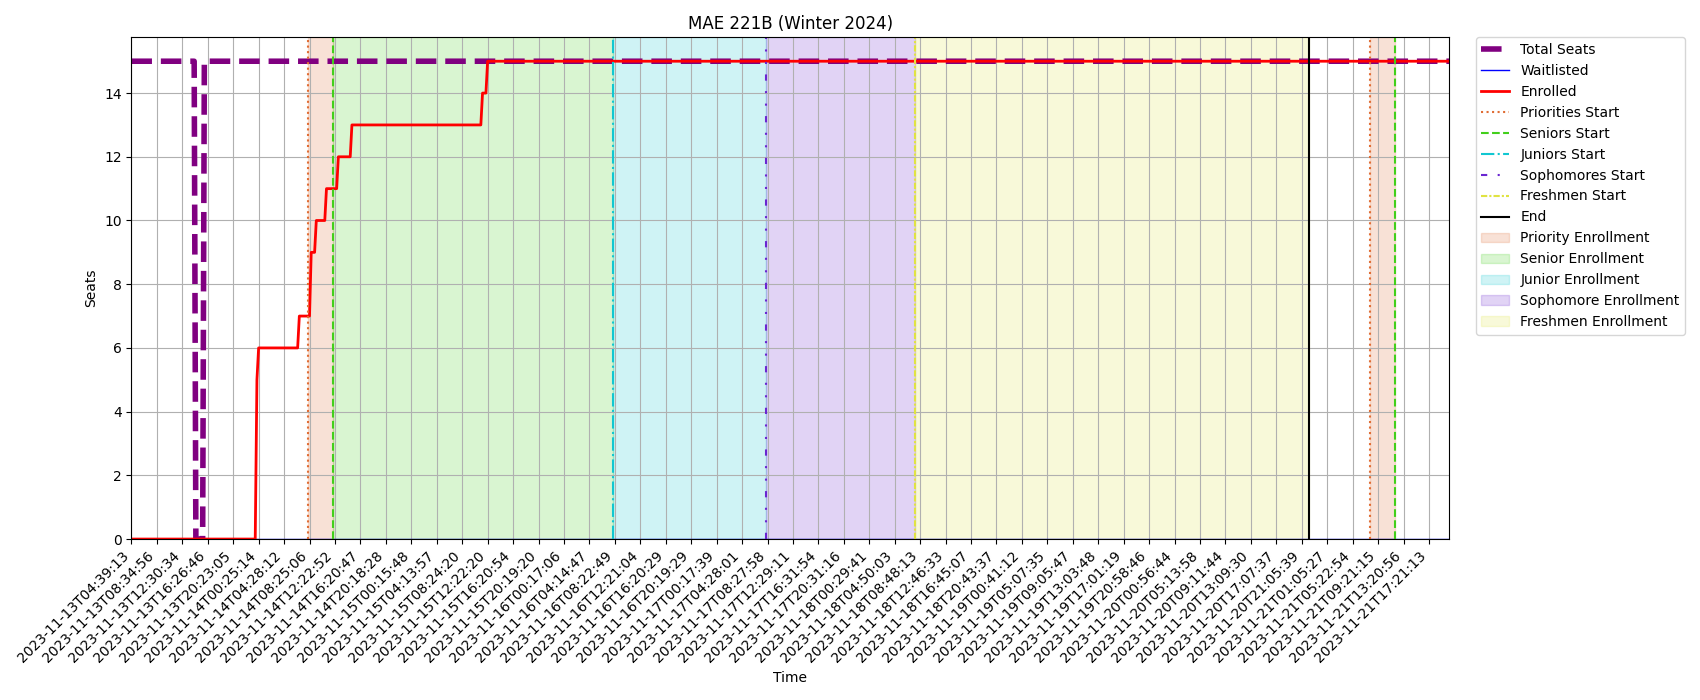 MAE 221B (Winter 2024)
Seats
14
12
10
8
6
4
2
0
2023-11-13T04:39:13
2023-11-13T08:34:56
2023-11-13T12:30:34
2023-11-13T16:26:46
2023-11-13T20:23:05
2023-11-14T00:25:14
2023-11-14T04:28:12
2023-11-14T08:25:06
2023-11-14T12:22:52
2023-11-14T16:20:47
2023-11-14T20:18:28
2023-11-15T00:15:48
2023-11-15T04:13:57
2023-11-15T08:24:20
2023-11-15T12:22:20
2023-11-15T16:20:54
2023-11-15T20:19:20
2023-11-16T00:17:06
2023-11-16T04:14:47
2023-11-16T08:22:49
2023-11-16T12:21:04
2023-11-16T16:20:29
2023-11-16T20:19:29
2023-11-17T00:17:39
2023-11-17T04:28:01
2023-11-17T08:27:58
2023-11-17T12:29:11
2023-11-17T16:31:54
2023-11-17T20:31:16
2023-11-18T00:29:41
2023-11-18T04:50:03
2023-11-18T08:48:13
2023-11-18T12:46:33
2023-11-18T16:45:07
2023-11-18T20:43:37
2023-11-19T00:41:12
2023-11-19T05:07:35
2023-11-19T09:05:47
2023-11-19T13:03:48
2023-11-19T17:01:19
2023-11-19T20:58:46
2023-11-20T00:56:44
2023-11-20T05:13:58
2023-11-20T09:11:44
2023-11-20T13:09:30
2023-11-20T17:07:37
2023-11-20T21:05:39
2023-11-21T01:05:27
2023-11-21T05:22:54
2023-11-21T09:21:15
2023-11-21T13:20:56
2023-11-21T17:21:13
Time
Total Seats
Waitlisted
Enrolled
Priorities Start
Seniors Start
Juniors Start
Sophomores Start
Freshmen Start
End
Priority Enrollment
Senior Enrollment
Junior Enrollment
Sophomore Enrollment
Freshmen Enrollment